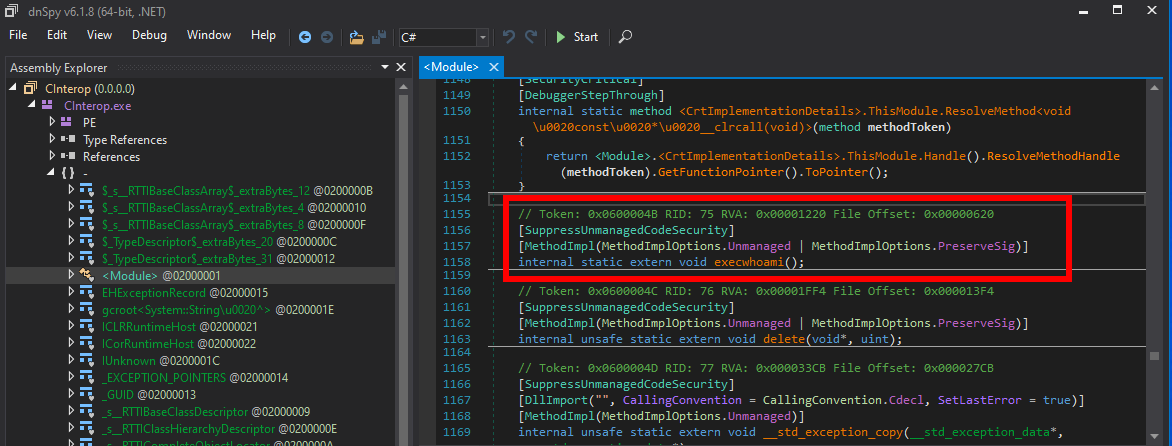 dnSpy v6.1.8 (64-bit, .NET)
File Edit View Debug Window Help C# Start
Assembly Explorer
<Module>
CInterop (0.0.0.0)
CInterop.exe
PE
Type References
References
{ } -
$_s__RTTIBaseClassArray$_extraBytes_12 @0200000B
$_s__RTTIBaseClassArray$_extraBytes_4 @02000010
$_s__RTTIBaseClassArray$_extraBytes_8 @0200000F
$_TypeDescriptor$_extraBytes_20 @0200000C
$_TypeDescriptor$_extraBytes_31 @02000012
<Module> @02000001
EHExceptionRecord @02000015
gcroot<System::String\u0020^> @0200001E
ICLRRuntimeHost @02000021
ICorRuntimeHost @02000022
IUnknown @0200001C
_EXCEPTION_POINTERS @02000014
_GUID @02000013
_s__RTTIBaseClassDescriptor @02000009
_s__RTTIClassHierarchyDescriptor @0200000E
_s__RTTICompleteObjectLocator @0200000A
1148 [SecurityCritical]
1149 [DebuggerStepThrough]
1150 internal static method <CrtImplementationDetails>.ThisModule.ResolveMethod<void
\u0020const\u0020*\u0020__clrcall(void)>(method methodToken)
1151 {
1152 return <Module>.<CrtImplementationDetails>.ThisModule.Handle().ResolveMethodHandle
(methodToken).GetFunctionPointer().ToPointer();
1153 }
1154
1155 // Token: 0x0600004B RID: 75 RVA: 0x00001220 File Offset: 0x00000620
1156 [SuppressUnmanagedCodeSecurity]
1157 [MethodImpl(MethodImplOptions.Unmanaged | MethodImplOptions.PreserveSig)]
1158 internal static extern void execwhoami();
1159
1160 // Token: 0x0600004C RID: 76 RVA: 0x00001FF4 File Offset: 0x000013F4
1161 [SuppressUnmanagedCodeSecurity]
1162 [MethodImpl(MethodImplOptions.Unmanaged | MethodImplOptions.PreserveSig)]
1163 internal unsafe static extern void delete(void*, uint);
1164
1165 // Token: 0x0600004D RID: 77 RVA: 0x000033CB File Offset: 0x000027CB
1166 [SuppressUnmanagedCodeSecurity]
1167 [DllImport("", CallingConvention = CallingConvention.Cdecl, SetLastError = true)]
1168 [MethodImpl(MethodImplOptions.Unmanaged)]
1169 internal unsafe static extern void __std_exception_copy(__std_exception_data*,